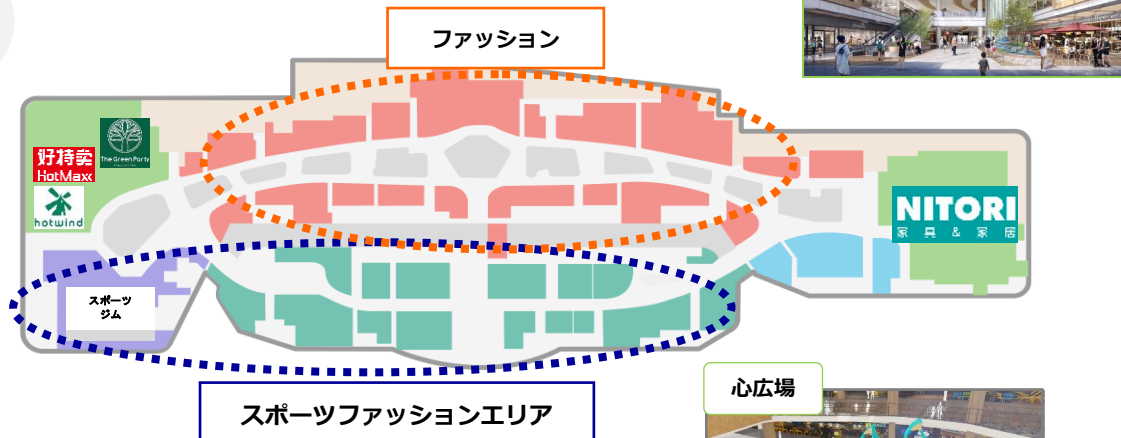 ファッション
The Green Party
好特卖
HotMaxx
hotwind
NITORI
家具&家居
スポーツ
ジム
スポーツファッションエリア
心広場